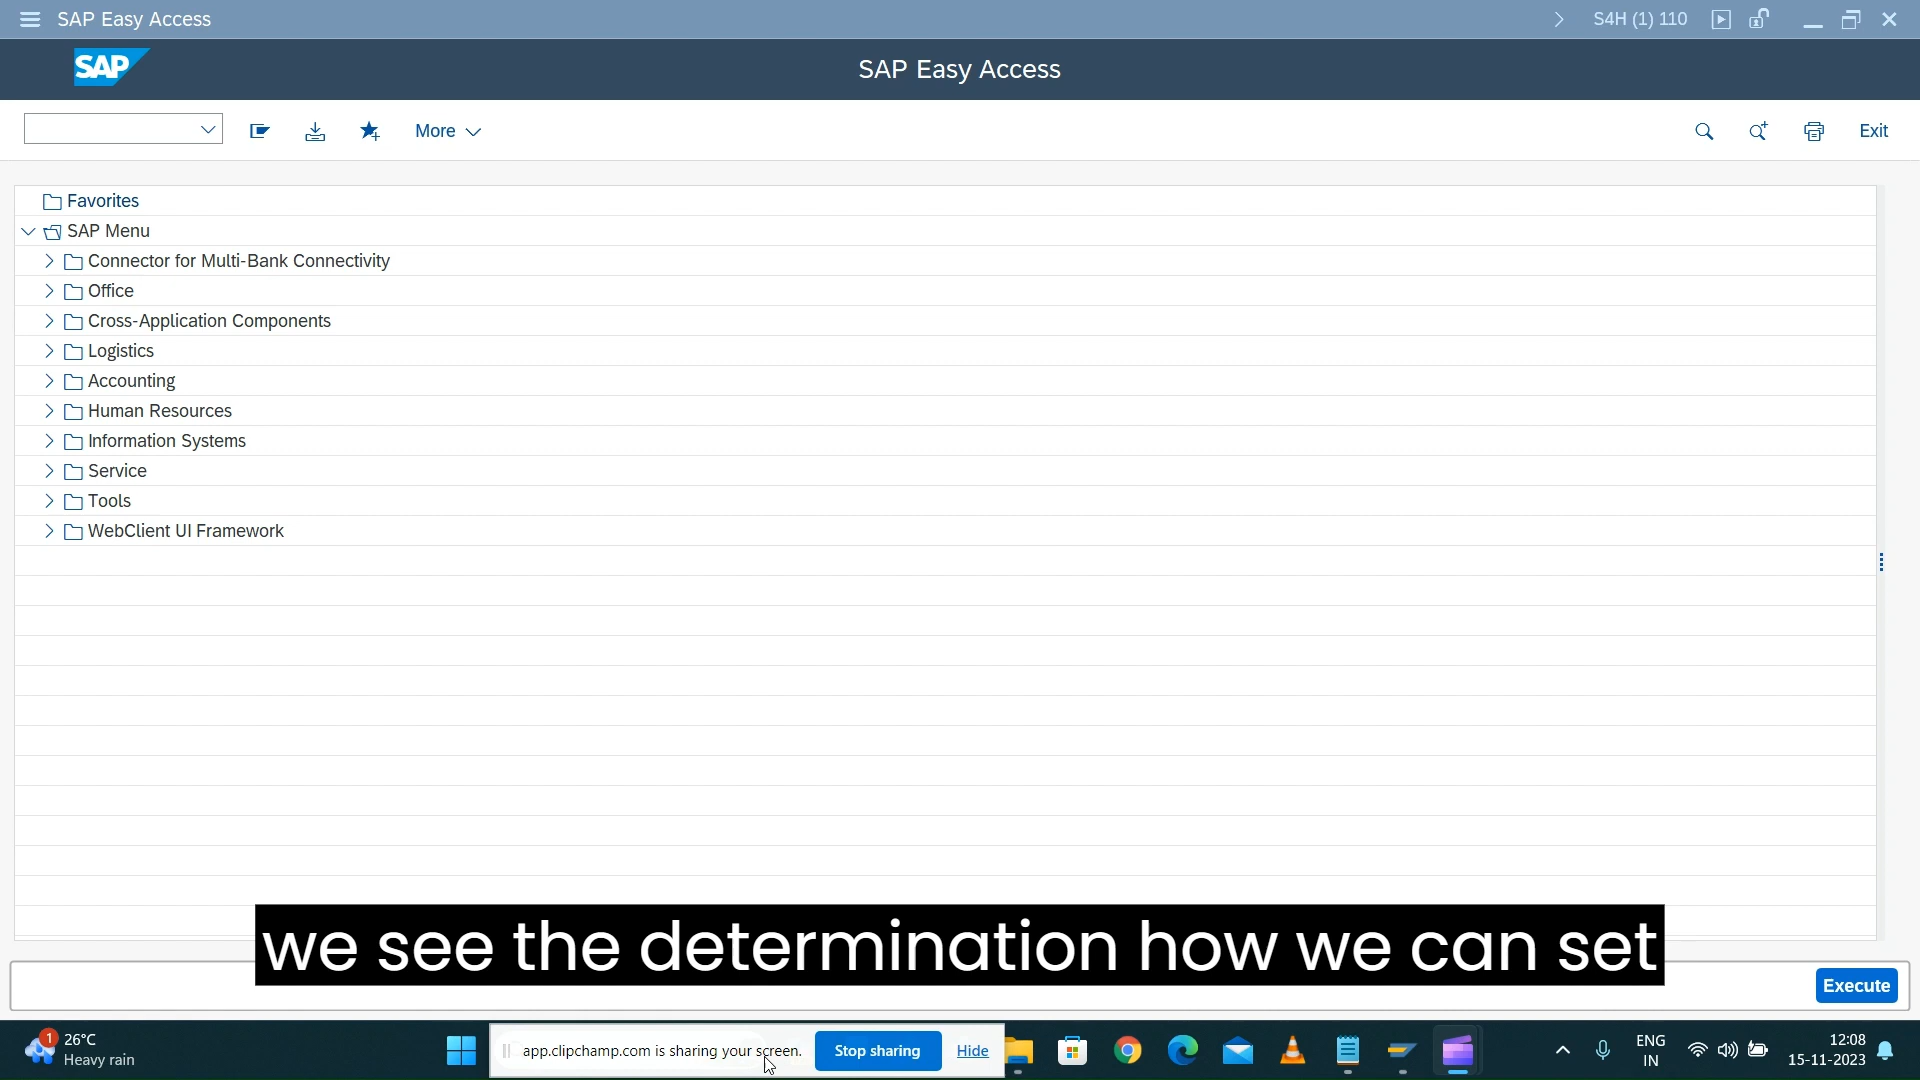 SAP Easy Access
S4H (1) 110
SAP
SAP Easy Access
More
Exit
Favorites
SAP Menu
Connector for Multi-Bank Connectivity
Office
Cross-Application Components
Logistics
Accounting
Human Resources
Information Systems
Service
Tools
WebClient UI Framework
we see the determination how we can set
Execute
1
26°C
Heavy rain
app.clipchamp.com is sharing your screen.
Stop sharing
Hide
ENG
IN
12:08
15-11-2023